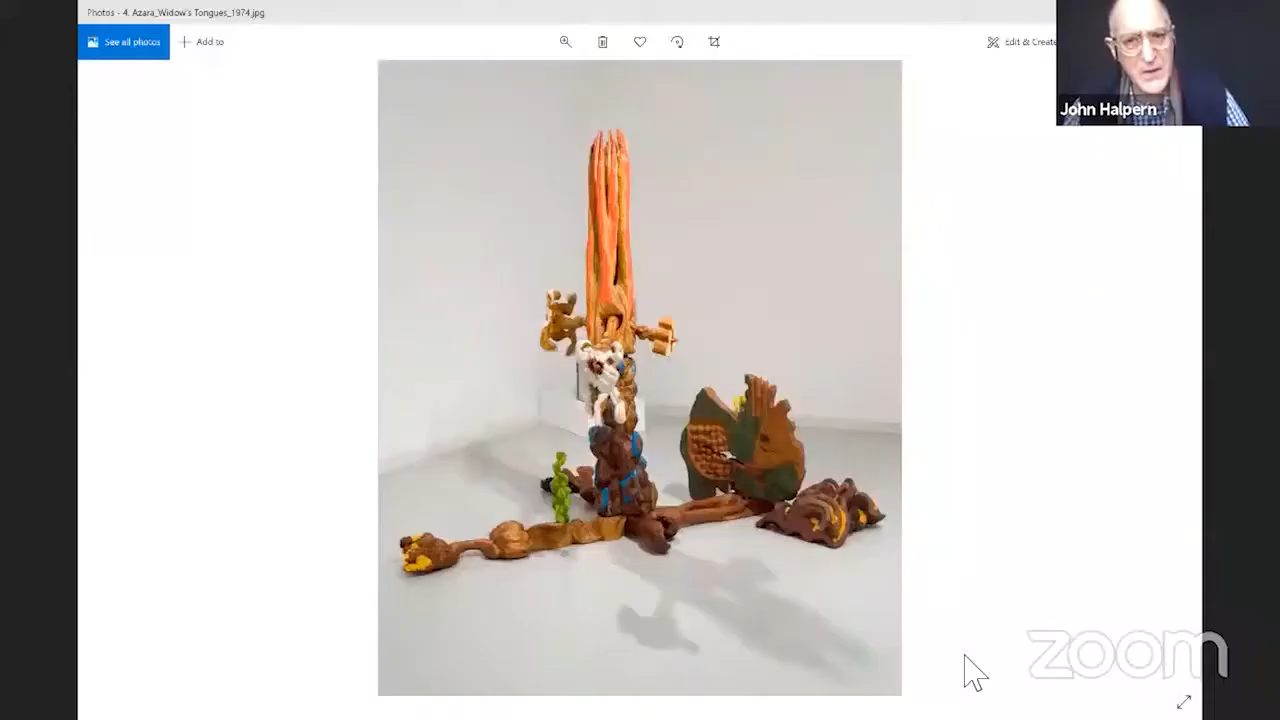 Photos - 4. Azara_Widow's Tongues_1974.jpg
See all photos
Add to
Edit & Create
John Halpern
zoom